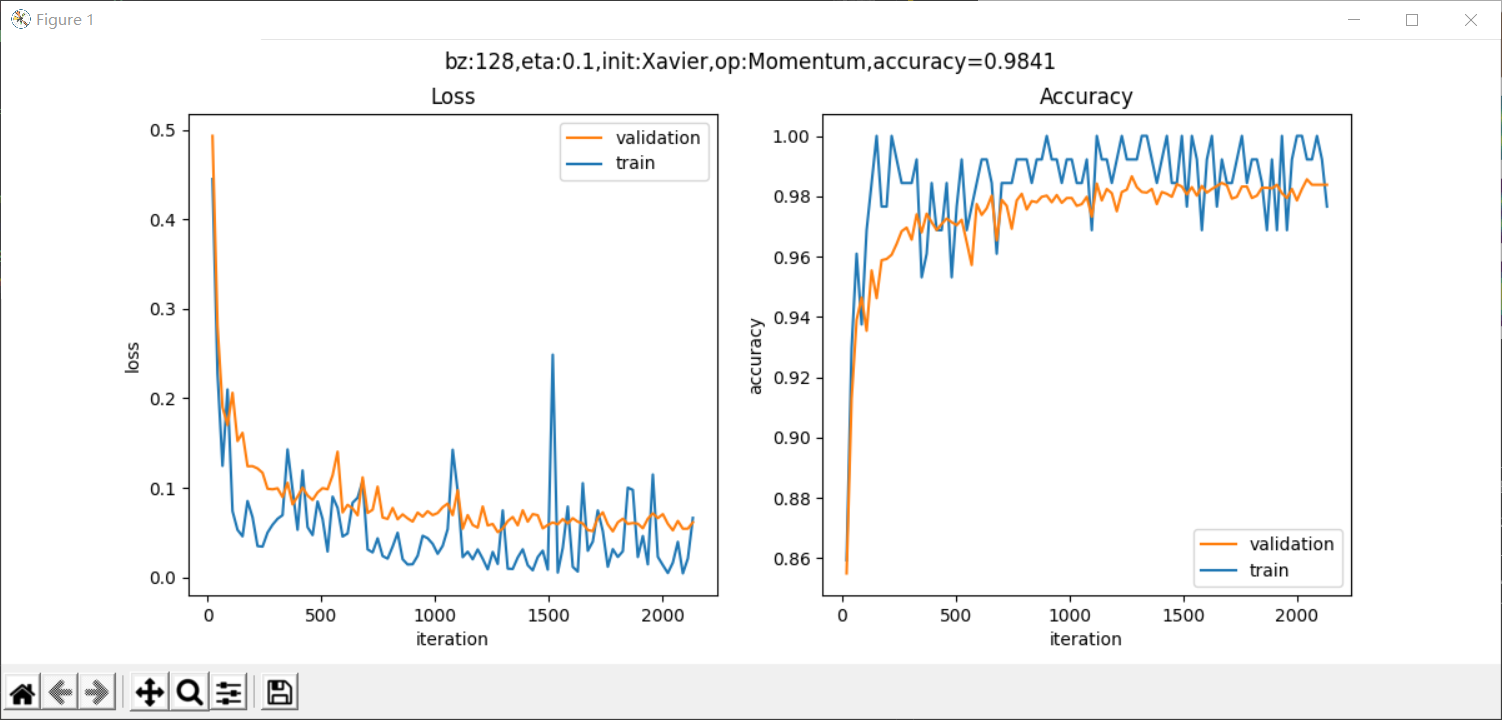 Figure 1
bz:128,eta:0.1,init:Xavier,op:Momentum,accuracy=0.9841
Loss
0.5
0.4
0.3
0.2
0.1
0.0
loss
0 500 1000 1500 2000
iteration
validation
train
Accuracy
1.00
0.98
0.96
0.94
0.92
0.90
0.88
0.86
accuracy
0 500 1000 1500 2000
iteration
validation
train